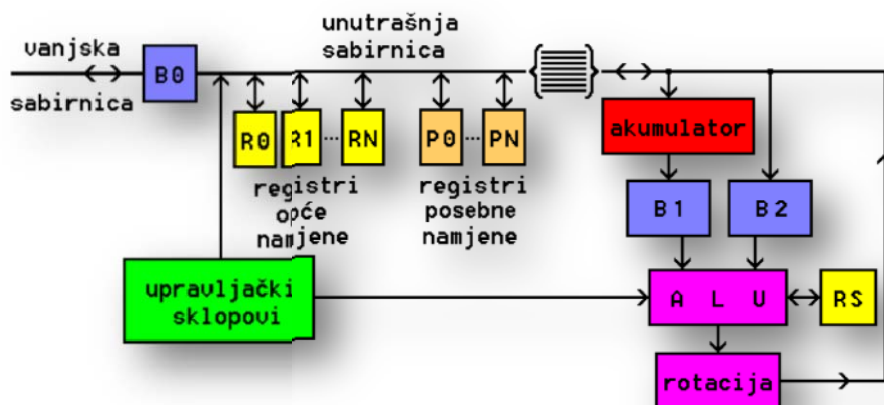 vanjska
sabirnica
B0
unutrašnja
sabirnica
R0 R1 ... RN
registri
opće
namjene
P0 ... PN
registri
posebne
namjene
akumulator
B1
B2
upravljački
sklopovi
A L U
RS
rotacija